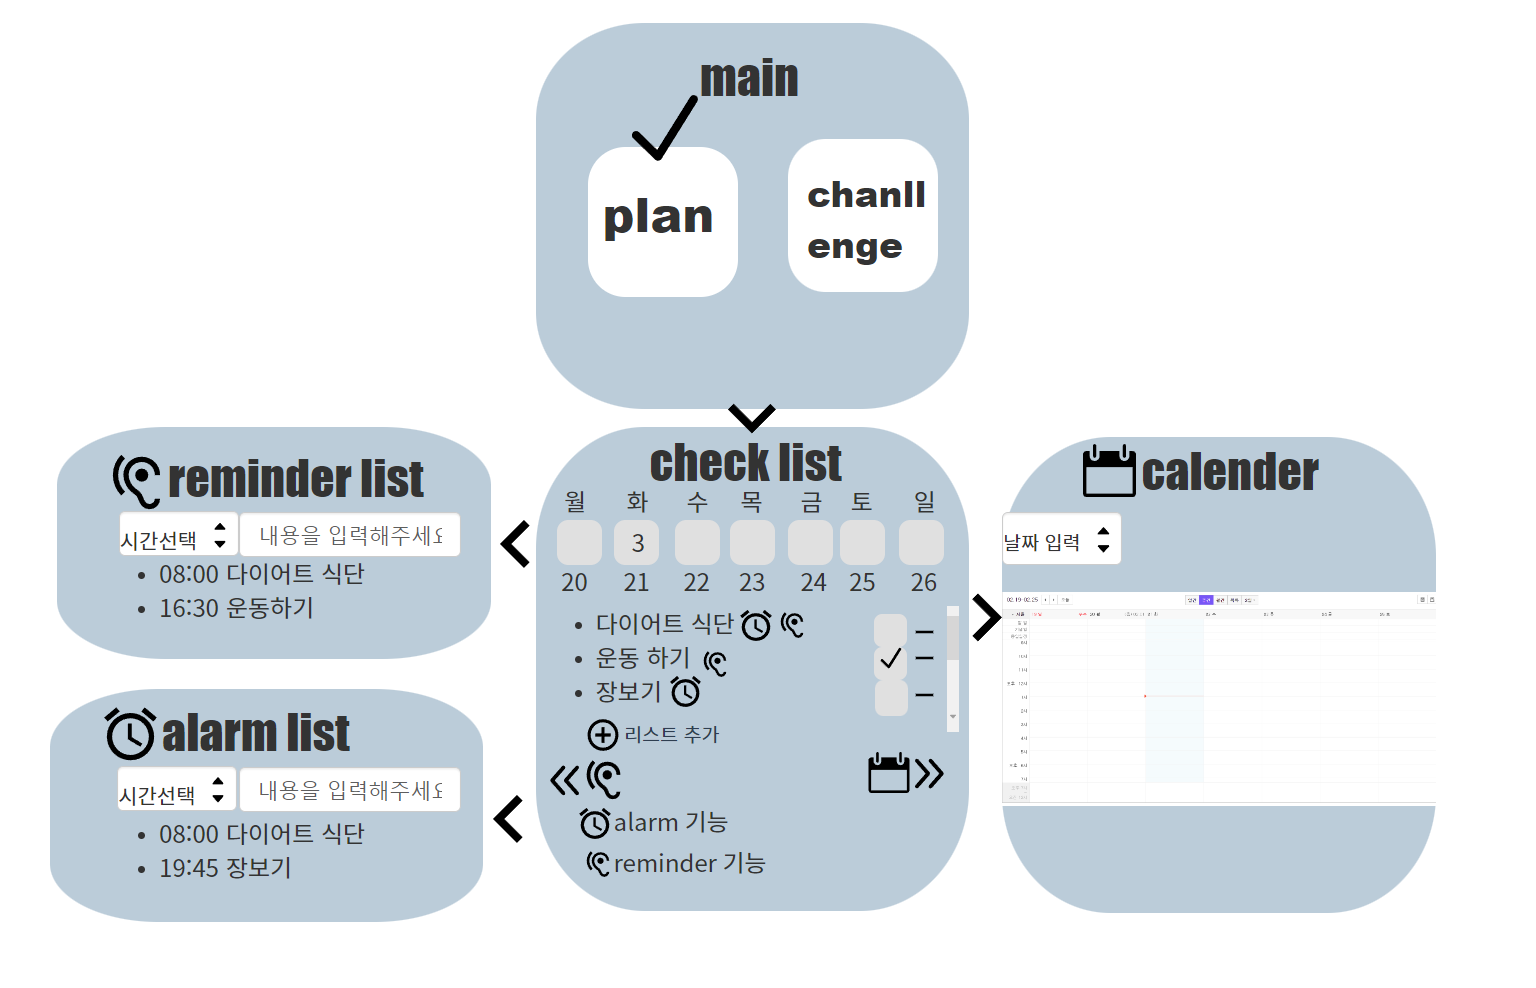 main
plan
chanll
enge
reminder list
시간선택
내용을 입력해주세요
08:00 다이어트 식단
16:30 운동하기
alarm list
시간선택
내용을 입력해주세요
08:00 다이어트 식단
19:45 장보기
check list
월 화 수 목 금 토 일
3
20 21 22 23 24 25 26
다이어트 식단
운동 하기
장보기
리스트 추가
alarm 기능
reminder 기능
calender
날짜 입력
02.19-02.25